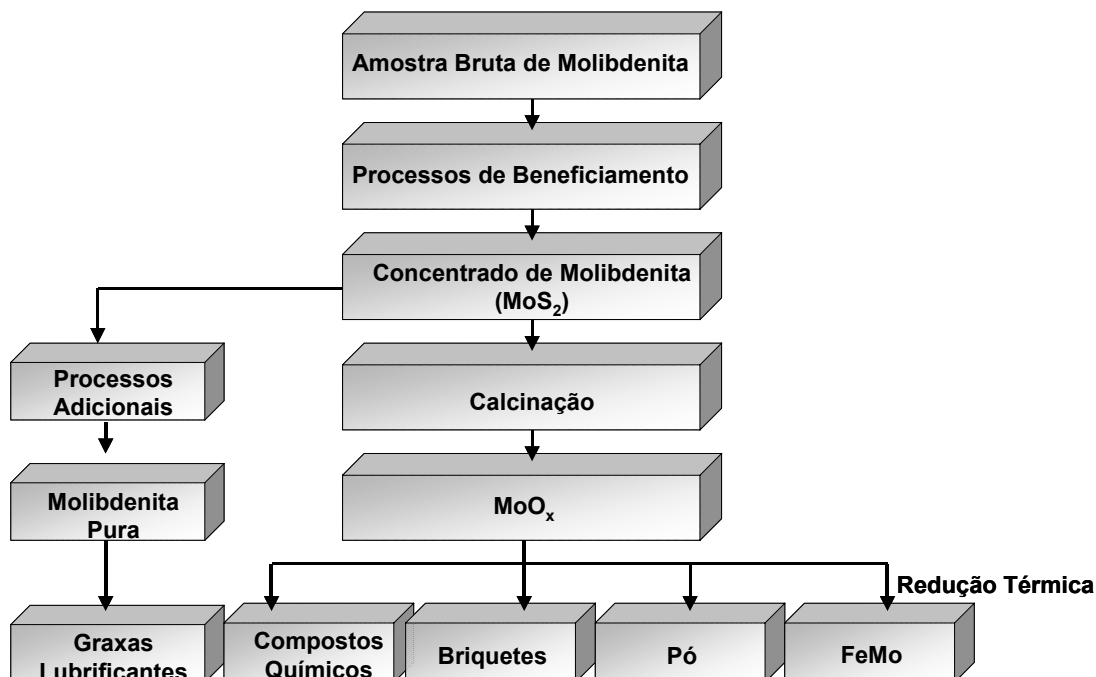 Amostra Bruta de Molibdenita
Processos de Beneficiamento
Concentrado de Molibdenita
(MoS₂)
Processos
Adicionais
Calcinação
Molibdenita
Pura
MoOₓ
Redução Térmica
Graxas
Lubrificantes
Compostos
Químicos
Briquetes
Pó
FeMo